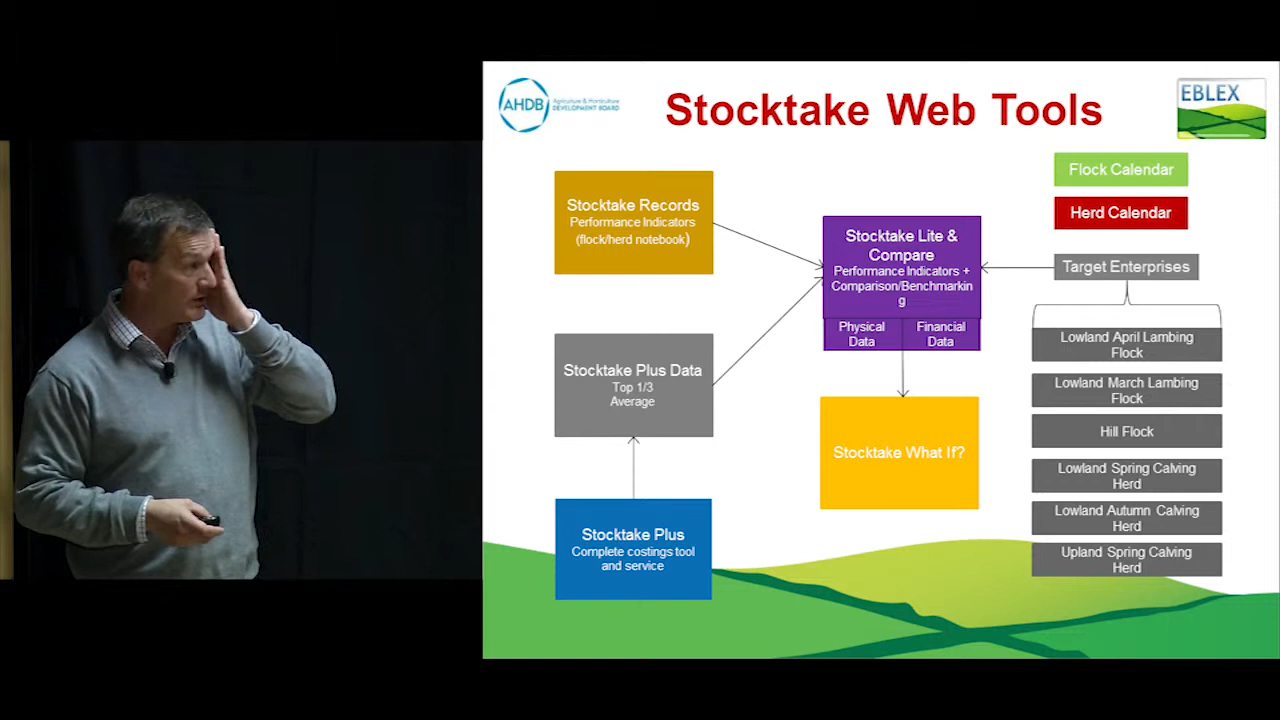 AHDB
Agriculture & Horticulture
DEVELOPMENT BOARD
Stocktake Web Tools
EBLEX
Stocktake Records
Performance Indicators
(flock/herd notebook)
Stocktake Plus Data
Top 1/3
Average
Stocktake Plus
Complete costings tool
and service
Stocktake Lite &
Compare
Performance Indicators +
Comparison/Benchmarkin
g
Physical
Data
Financial
Data
Stocktake What If?
Flock Calendar
Herd Calendar
Target Enterprises
Lowland April Lambing
Flock
Lowland March Lambing
Flock
Hill Flock
Lowland Spring Calving
Herd
Lowland Autumn Calving
Herd
Upland Spring Calving
Herd